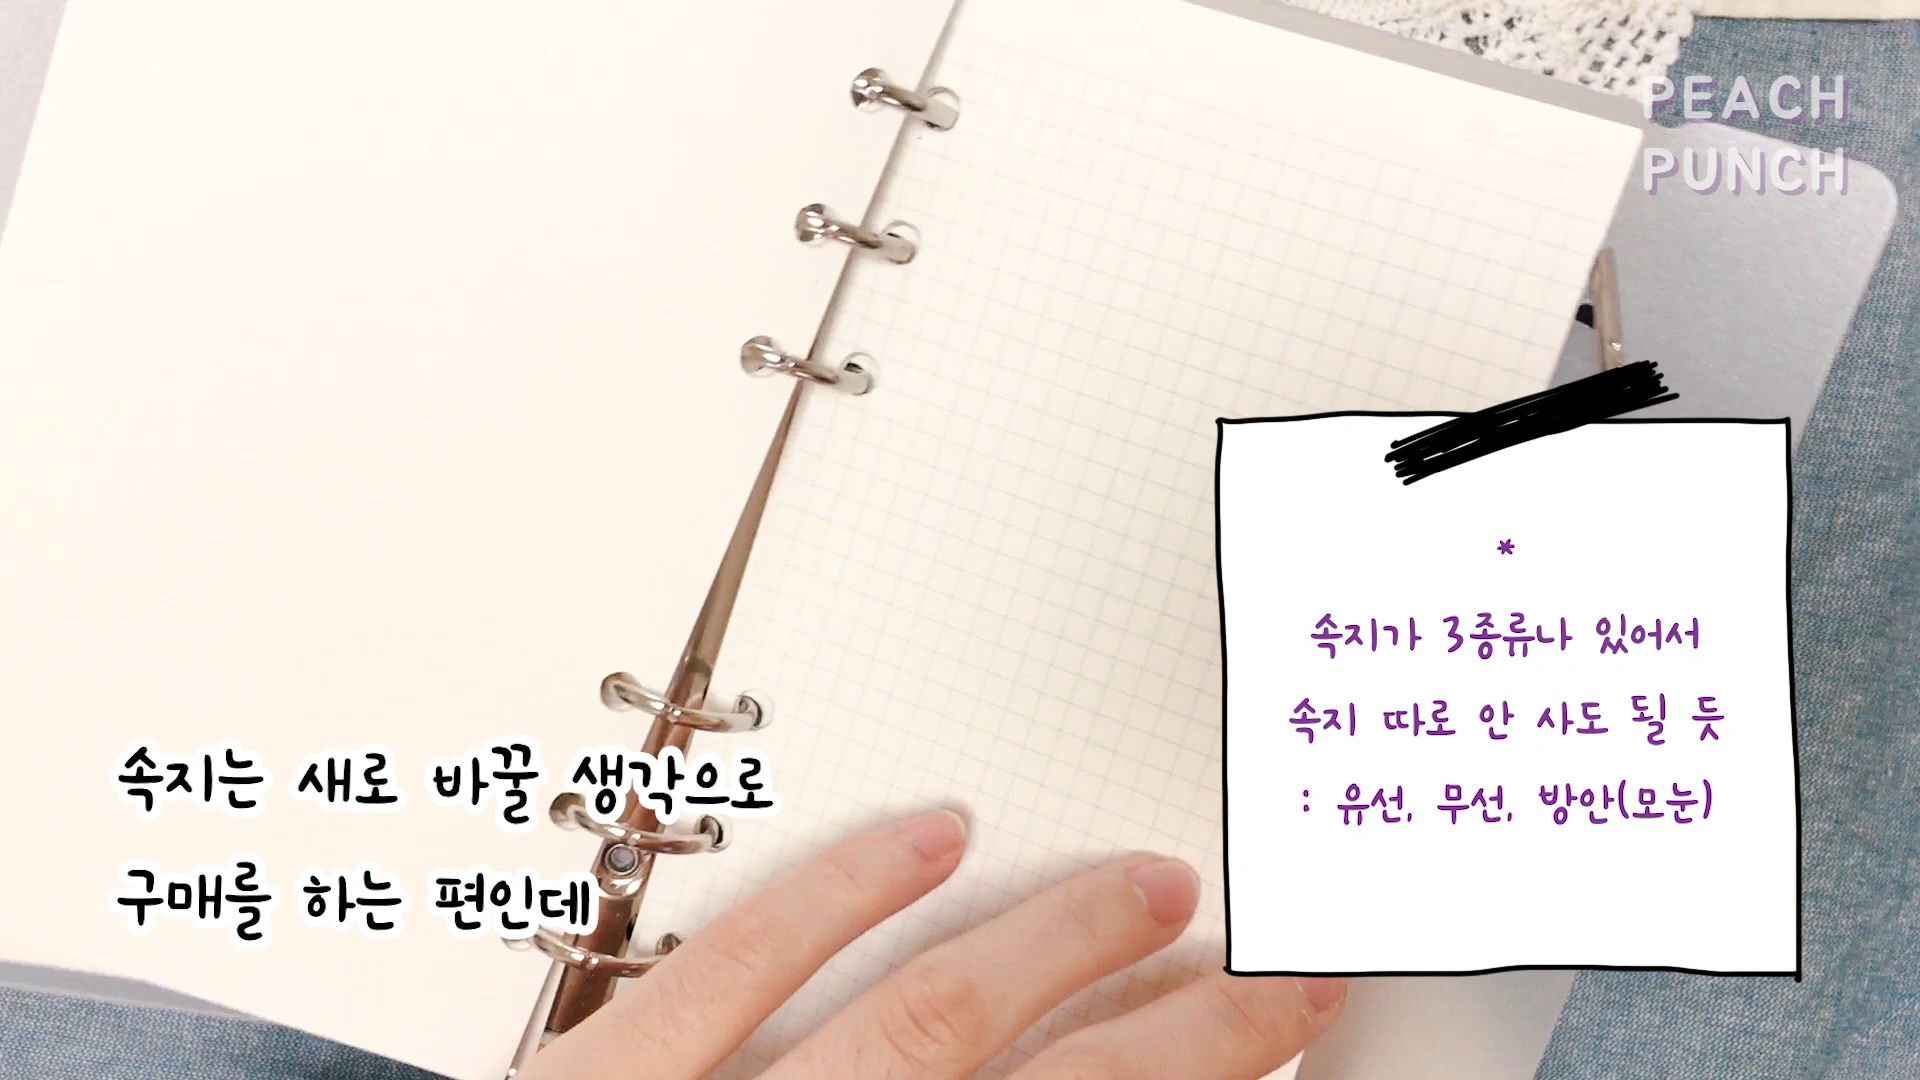 PEACH
PUNCH
*
속지가 3종류나 있어서
속지 따로 안 사도 될 듯
: 유선, 무선, 방안(모눈)
속지는 새로 바꿀 생각으로
구매를 하는 편인데